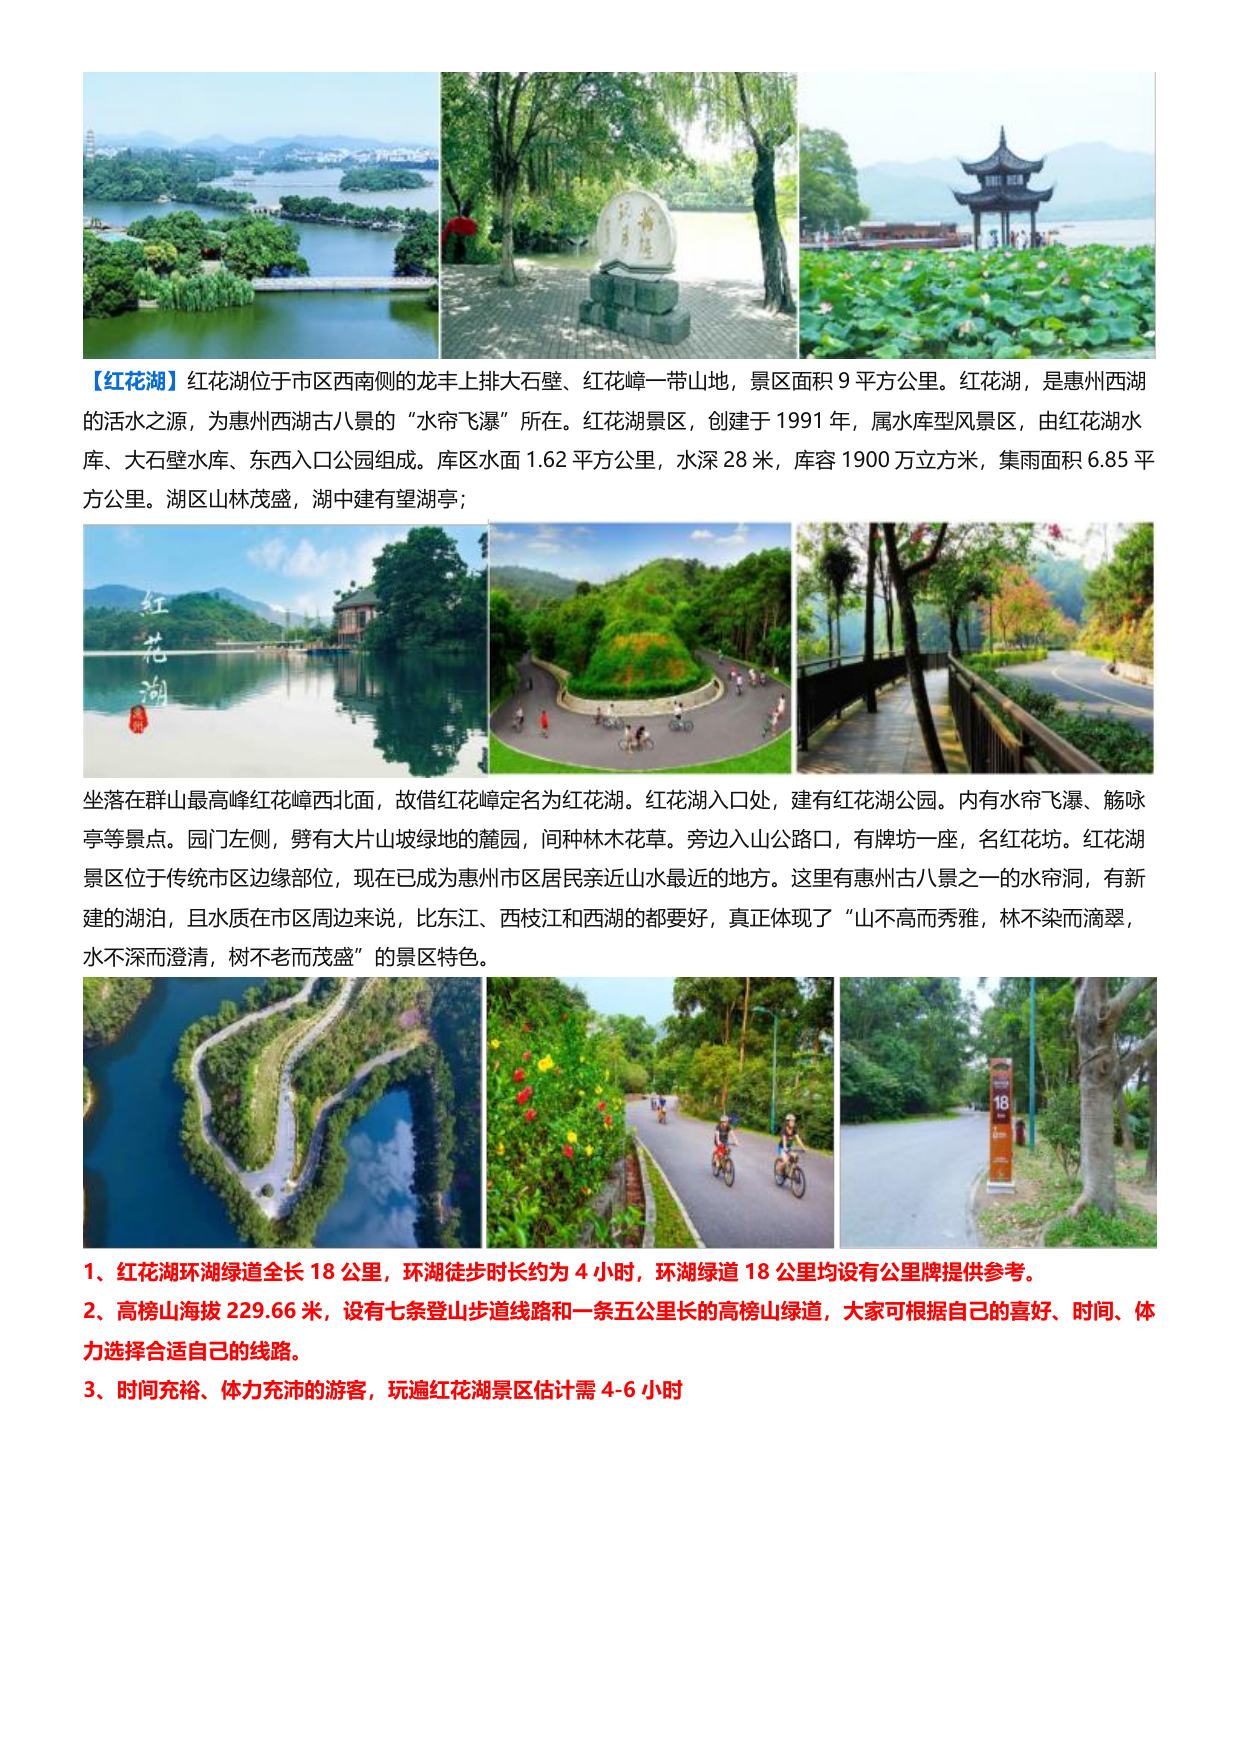 【红花湖】红花湖位于市区西南侧的龙丰上排大石壁、红花嶂一带山地，景区面积 9 平方公里。红花湖，是惠州西湖
的活水之源，为惠州西湖古八景的“水帘飞瀑”所在。红花湖景区，创建于 1991 年，属水库型风景区，由红花湖水
库、大石壁水库、东西入口公园组成。库区水面 1.62 平方公里，水深 28 米，库容 1900 万立方米，集雨面积 6.85 平
方公里。湖区山林茂盛，湖中建有望湖亭；
紅
花
湖
坐落在群山最高峰红花嶂西北面，故借红花嶂定名为红花湖。红花湖入口处，建有红花湖公园。内有水帘飞瀑、觞咏
亭等景点。园门左侧，劈有大片山坡绿地的麓园，间种林木花草。旁边入山公路口，有牌坊一座，名红花坊。红花湖
景区位于传统市区边缘部位，现在已成为惠州市区居民亲近山水最近的地方。这里有惠州古八景之一的水帘洞，有新
建的湖泊，且水质在市区周边来说，比东江、西枝江和西湖的都要好，真正体现了“山不高而秀雅，林不染而滴翠，
水不深而澄清，树不老而茂盛”的景区特色。
18
1、红花湖环湖绿道全长 18 公里，环湖徒步时长约为 4 小时，环湖绿道 18 公里均设有公里牌提供参考。
2、高榜山海拔 229.66 米，设有七条登山步道线路和一条五公里长的高榜山绿道，大家可根据自己的喜好、时间、体
力选择合适自己的线路。
3、时间充裕、体力充沛的游客，玩遍红花湖景区估计需 4-6 小时